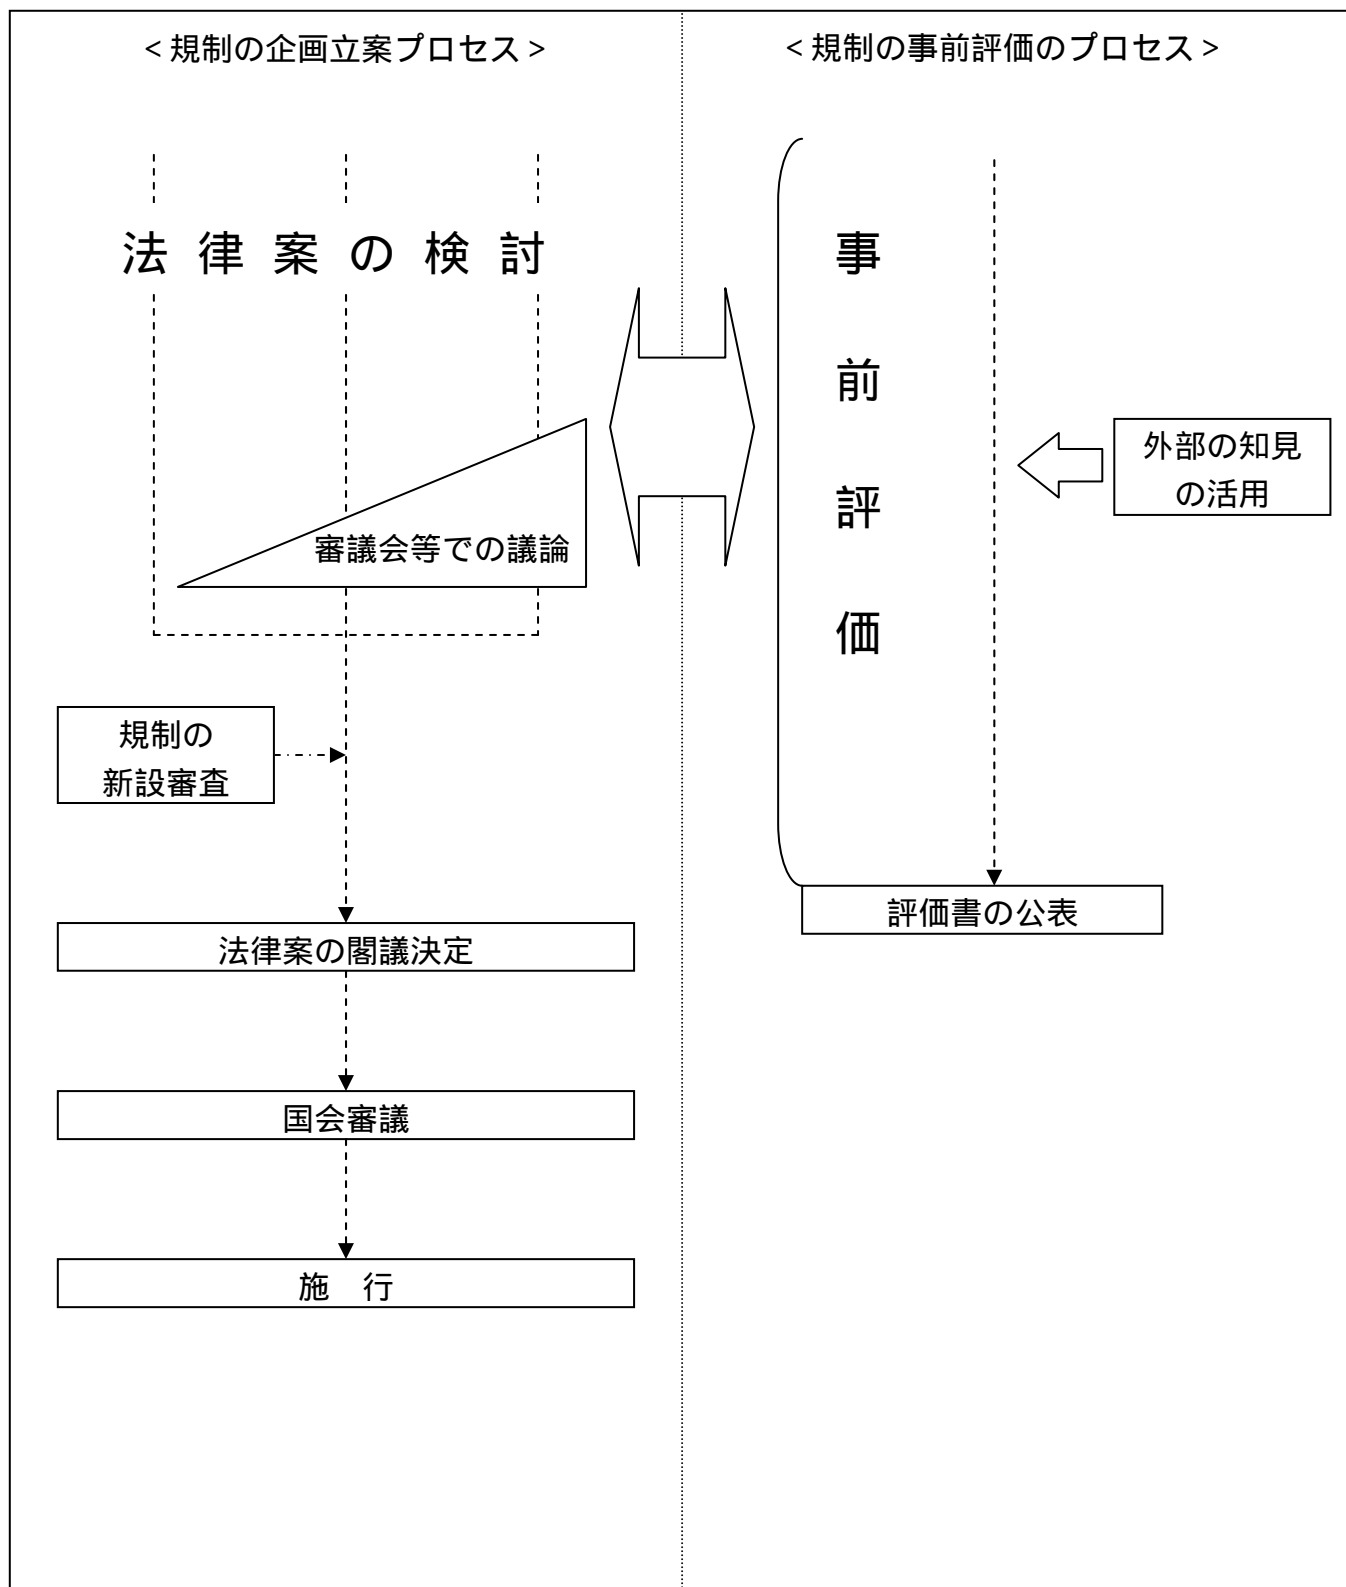 <規制の企画立案プロセス>
法律案の検討
審議会等での議論
規制の
新設審査
法律案の閣議決定
国会審議
施　行
<規制の事前評価のプロセス>
事
前
評
価
外部の知見
の活用
評価書の公表